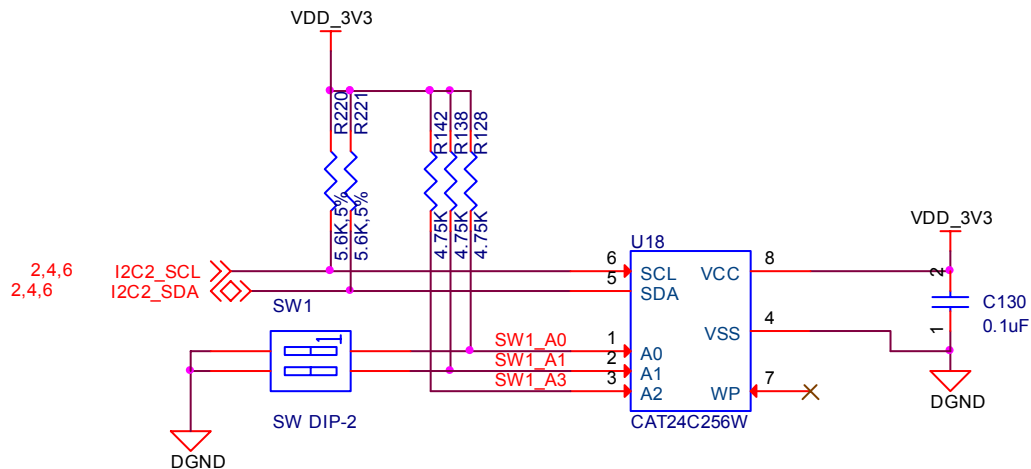 VDD_3V3
R220
R221
R142
R138
R128
5.6K,5%
5.6K,5%
4.75K
4.75K
4.75K
VDD_3V3
U18
2,4,6 I2C2_SCL
6 SCL VCC 8
2
2,4,6 I2C2_SDA
5 SDA
C130
0.1uF
SW1
4 VSS
1
SW1_A0 1 A0
SW1_A1 2 A1
SW1_A3 3 A2
WP 7
SW DIP-2
CAT24C256W
DGND
DGND